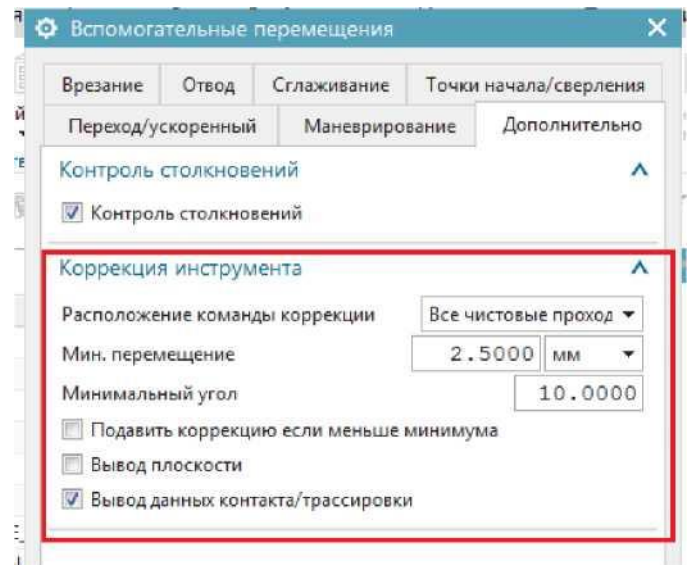 Вспомогательные перемещения
Врезание Отвод Сглаживание Точки начала/сверления
Переход/ускоренный Маневрирование Дополнительно
Контроль столкновений
Контроль столкновений
Коррекция инструмента
Расположение команды коррекции Все чистовые проход
Мин. перемещение 2.5000 мм
Минимальный угол 10.0000
Подавить коррекцию если меньше минимума
Вывод плоскости
Вывод данных контакта/трассировки